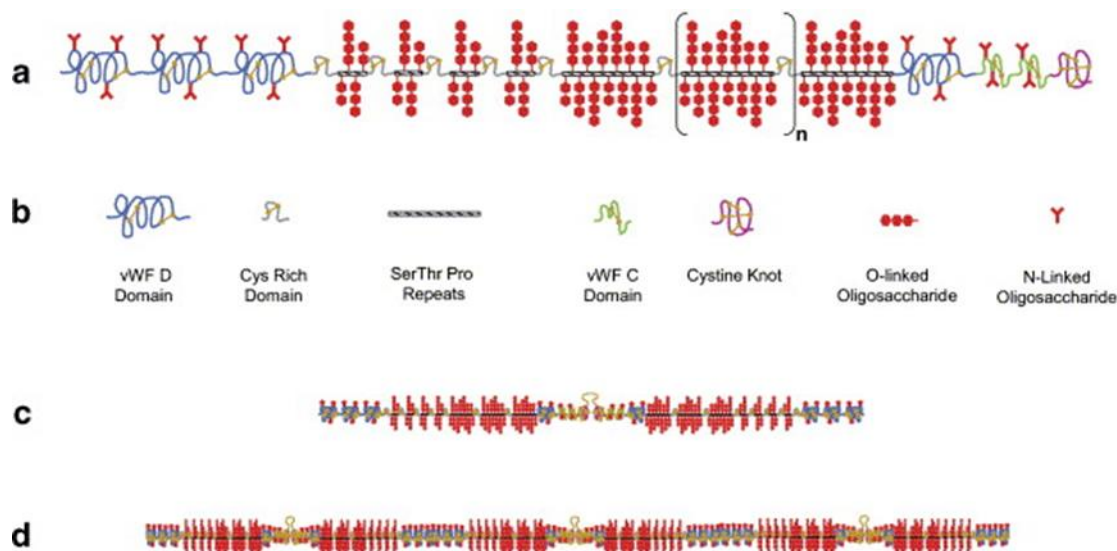 a
n
b
vWF D
Domain
Cys Rich
Domain
SerThr Pro
Repeats
vWF C
Domain
Cystine Knot
O-linked
Oligosaccharide
N-Linked
Oligosaccharide
c
d